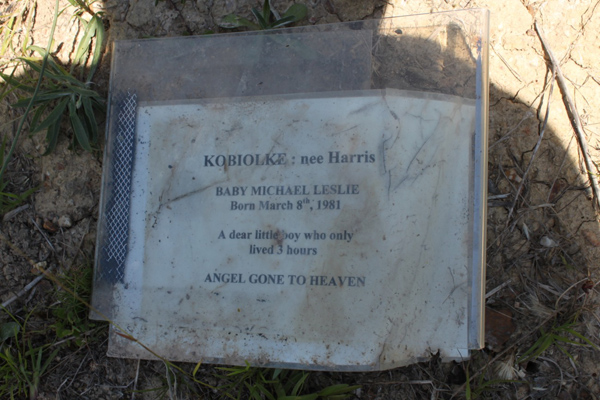 KOBIOLKE : nee Harris
BABY MICHAEL LESLIE
Born March 8th, 1981
A dear little boy who only
lived 3 hours
ANGEL GONE TO HEAVEN